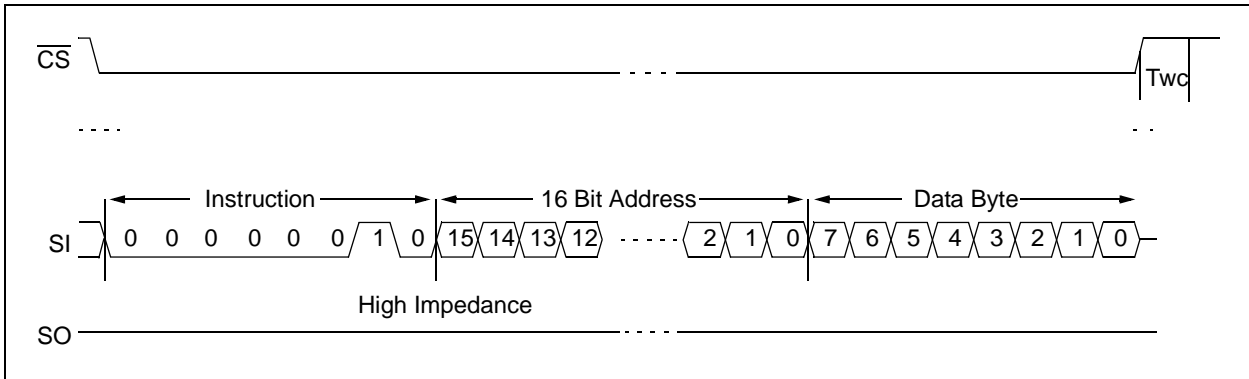 CS
Twc
Instruction 16 Bit Address Data Byte
SI 0 0 0 0 0 0 1 0 15 14 13 12 2 1 0 7 6 5 4 3 2 1 0
High Impedance
SO